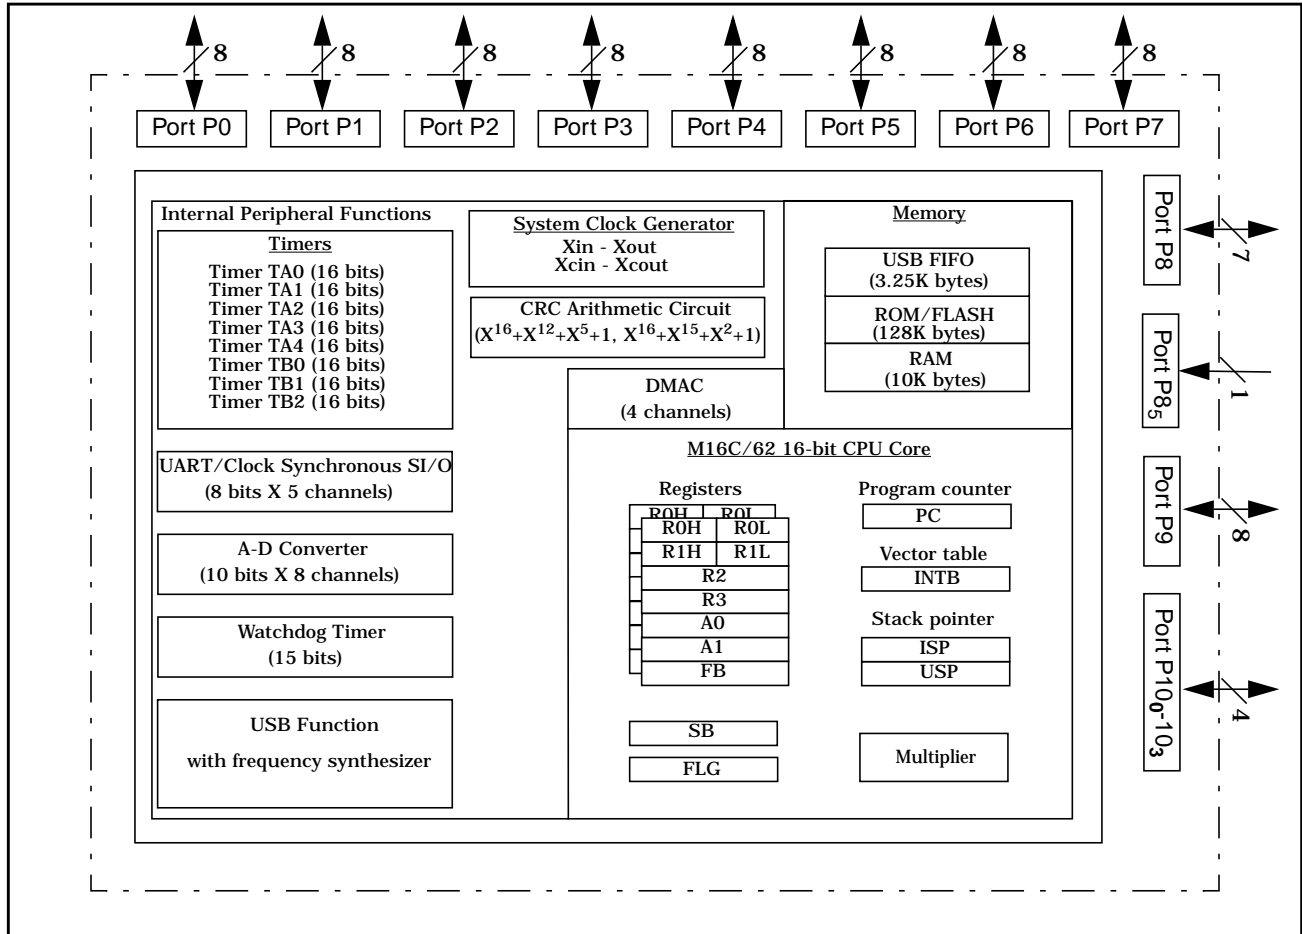 8 8 8 8 8 8 8 8
Port P0 Port P1 Port P2 Port P3 Port P4 Port P5 Port P6 Port P7
Internal Peripheral Functions
Timers
Timer TA0 (16 bits)
Timer TA1 (16 bits)
Timer TA2 (16 bits)
Timer TA3 (16 bits)
Timer TA4 (16 bits)
Timer TB0 (16 bits)
Timer TB1 (16 bits)
Timer TB2 (16 bits)
UART/Clock Synchronous SI/O
(8 bits X 5 channels)
A-D Converter
(10 bits X 8 channels)
Watchdog Timer
(15 bits)
USB Function
with frequency synthesizer
System Clock Generator
Xin - Xout
Xcin - Xcout
CRC Arithmetic Circuit
(X¹⁶+X¹²+X⁵+1, X¹⁶+X¹⁵+X²+1)
DMAC
(4 channels)
Memory
USB FIFO
(3.25K bytes)
ROM/FLASH
(128K bytes)
RAM
(10K bytes)
M16C/62 16-bit CPU Core
Registers
R0H R0L
R0H R0L
R1H R1L
R2
R3
A0
A1
FB
SB
FLG
Program counter
PC
Vector table
INTB
Stack pointer
ISP
USP
Multiplier
Port P8
7
Port P8₅
1
Port P9
8
Port P10₀-10₃
4